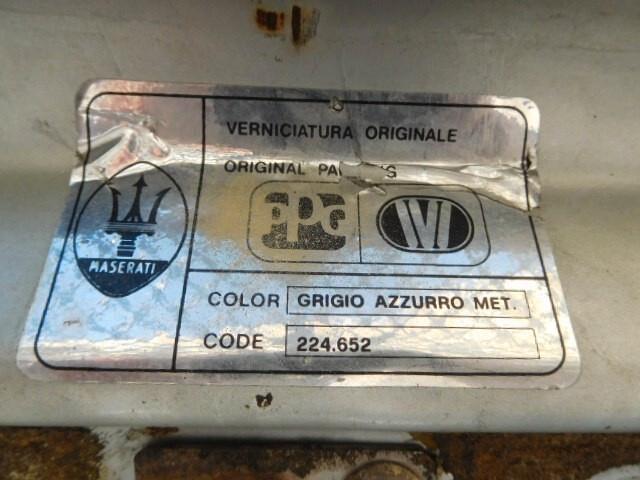 VERNICIATURA ORIGINALE
ORIGINAL
PPG
IVI
MASERATI
COLOR GRIGIO AZZURRO MET.
CODE 224.652